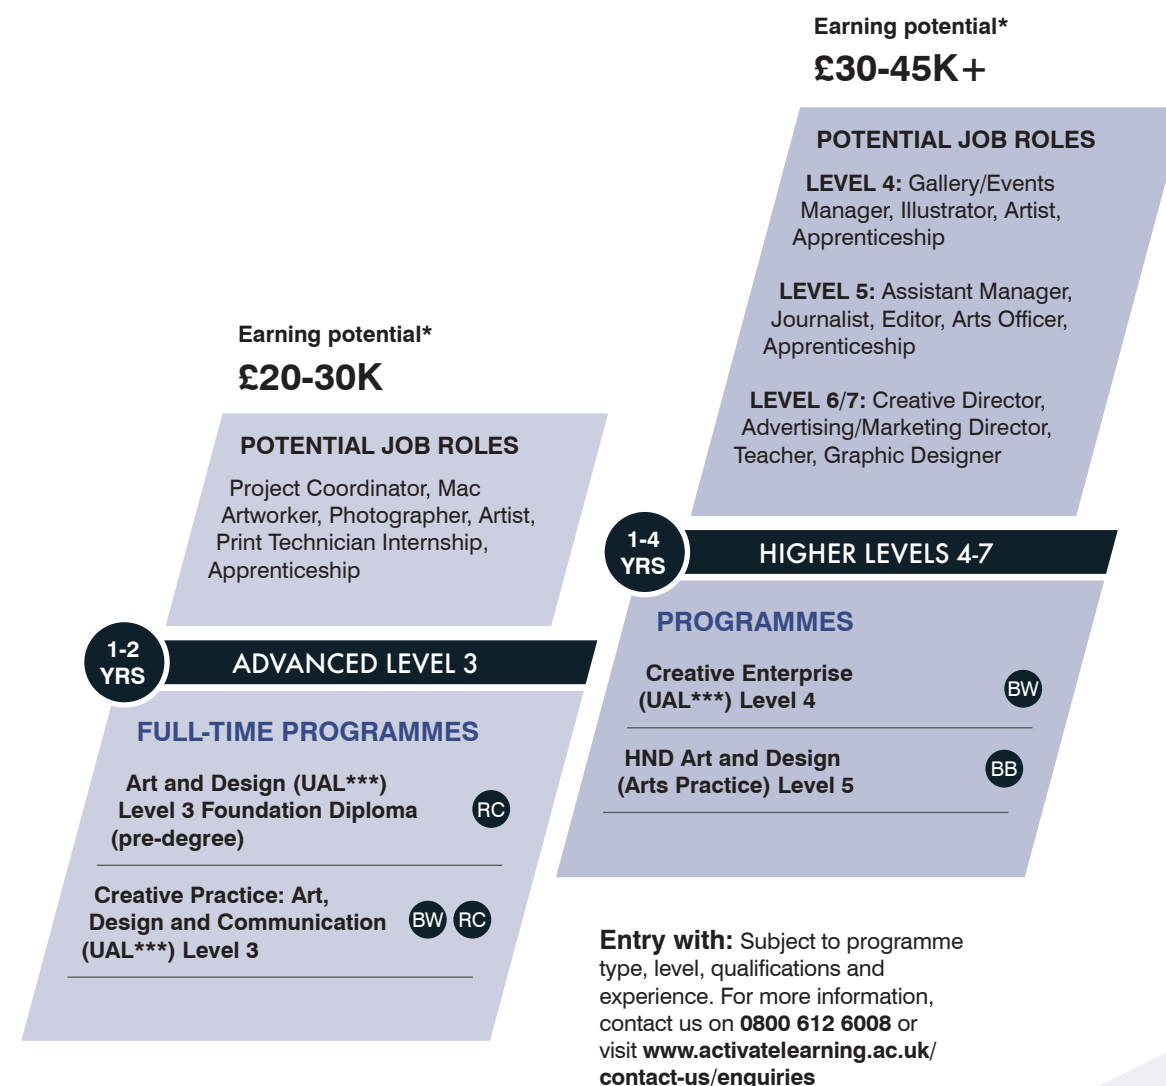 Earning potential*
£20-30K
POTENTIAL JOB ROLES
Project Coordinator, Mac
Artworker, Photographer, Artist,
Print Technician Internship,
Apprenticeship
1-2
YRS
ADVANCED LEVEL 3
FULL-TIME PROGRAMMES
Art and Design (UAL***)
Level 3 Foundation Diploma
(pre-degree)
RC
Creative Practice: Art,
Design and Communication
(UAL***) Level 3
BW RC
Earning potential*
£30-45K+
POTENTIAL JOB ROLES
LEVEL 4: Gallery/Events
Manager, Illustrator, Artist,
Apprenticeship
LEVEL 5: Assistant Manager,
Journalist, Editor, Arts Officer,
Apprenticeship
LEVEL 6/7: Creative Director,
Advertising/Marketing Director,
Teacher, Graphic Designer
1-4
YRS
HIGHER LEVELS 4-7
PROGRAMMES
Creative Enterprise
(UAL***) Level 4
BW
HND Art and Design
(Arts Practice) Level 5
BB
Entry with: Subject to programme
type, level, qualifications and
experience. For more information,
contact us on 0800 612 6008 or
visit www.activatelearning.ac.uk/
contact-us/enquiries